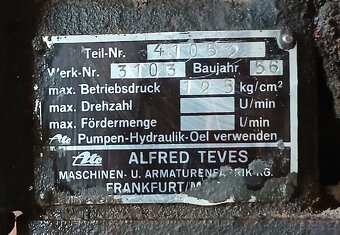 Teil-Nr. 41052
Werk-Nr. 3103 Baujahr 56
max. Betriebsdruck 125 kg/cm²
max. Drehzahl U/min
max. Fördermenge l/min
Ate Pumpen-Hydraulik-Oel verwenden
Ate ALFRED TEVES
MASCHINEN- U. ARMATURENFABRIK KG.
FRANKFURT/M